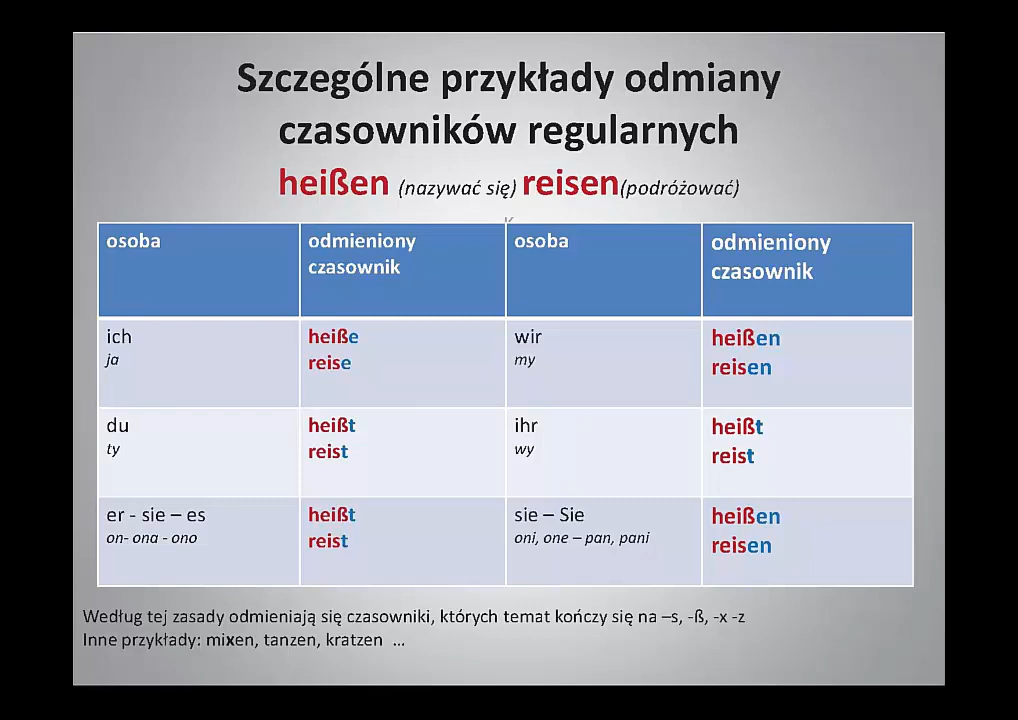 Szczególne przykłady odmiany
czasowników regularnych
heißen (nazywać się) reisen(podróżować)
osoba
odmieniony
czasownik
osoba
odmieniony
czasownik
ich
ja
heiße
reise
wir
my
heißen
reisen
du
ty
heißt
reist
ihr
wy
heißt
reist
er - sie – es
on- ona - ono
heißt
reist
sie – Sie
oni, one – pan, pani
heißen
reisen
Według tej zasady odmieniają się czasowniki, których temat kończy się na –s, -ß, -x -z
Inne przykłady: mixen, tanzen, kratzen ...